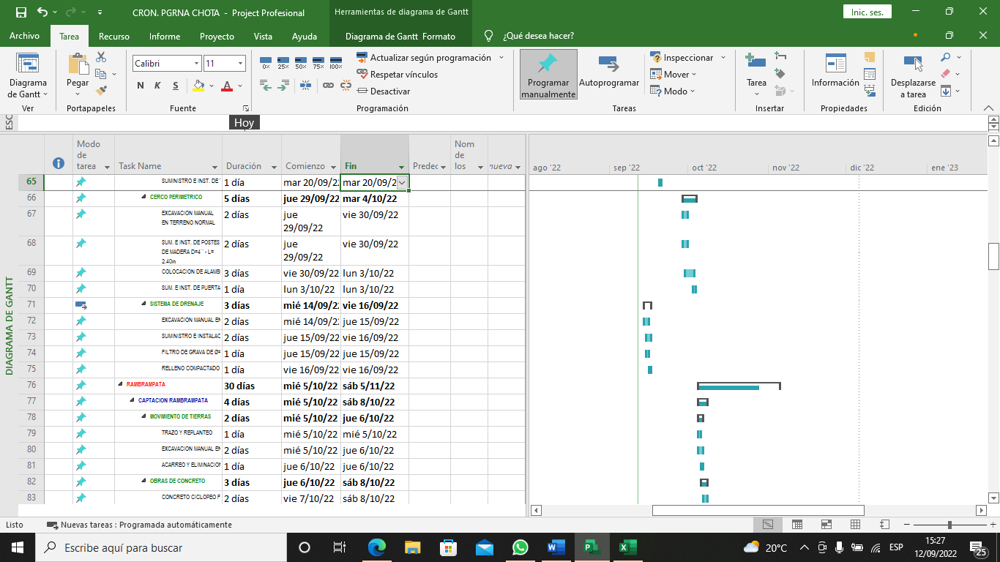 CRON. PGRNA CHOTA - Project Profesional
Herramientas de diagrama de Gantt
Inic. ses.
Archivo Tarea Recurso Informe Proyecto Vista Ayuda Diagrama de Gantt Formato ¿Qué desea hacer?
Diagrama de Gantt
Ver
Pegar
Portapapeles
Calibri 11
N K S A
Fuente
0% 25% 50% 75% 100%
Actualizar según programación
Respetar vínculos
Desactivar
Programación
Programar manualmente
Autoprogramar
Inspeccionar
Mover
Modo
Tareas
Tarea
Insertar
Información
Propiedades
Desplazarse a tarea
Edición
ESC
Hoy
DIAGRAMA DE GANTT
Modo de tarea Task Name Duración Comienzo Fin Predec Nom de los nueva
ago '22 sep '22 oct '22 nov '22 dic '22 ene '23
65 SUMINISTRO E INST. DE 1 día mar 20/09/22 mar 20/09/2
66 CERCO PERIMETRICO 5 días jue 29/09/22 mar 4/10/22
67 EXCAVACION MANUAL EN TERRENO NORMAL 2 días jue 29/09/22 vie 30/09/22
68 SUM. E INST. DE POSTES DE MADERA D=4¨ - L= 2.40m 2 días jue 29/09/22 vie 30/09/22
69 COLOCACION DE ALAMB 3 días vie 30/09/22 lun 3/10/22
70 SUM. E INST. DE PUERTA 1 día lun 3/10/22 lun 3/10/22
71 SISTEMA DE DRENAJE 3 días mié 14/09/22 vie 16/09/22
72 EXCAVACION MANUAL EN 2 días mié 14/09/22 jue 15/09/22
73 SUMINISTRO E INSTALAC 2 días jue 15/09/22 vie 16/09/22
74 FILTRO DE GRAVA DE Ø= 1 día jue 15/09/22 jue 15/09/22
75 RELLENO COMPACTADO 1 día vie 16/09/22 vie 16/09/22
76 RAMBRAMPATA 30 días mié 5/10/22 sáb 5/11/22
77 CAPTACION RAMBRAMPATA 4 días mié 5/10/22 sáb 8/10/22
78 MOVIMIENTO DE TIERRAS 2 días mié 5/10/22 jue 6/10/22
79 TRAZO Y REPLANTEO 1 día mié 5/10/22 mié 5/10/22
80 EXCAVACION MANUAL EN 2 días mié 5/10/22 jue 6/10/22
81 ACARREO Y ELIMINACION 1 día jue 6/10/22 jue 6/10/22
82 OBRAS DE CONCRETO 3 días jue 6/10/22 sáb 8/10/22
83 CONCRETO CICLOPEO F 2 días vie 7/10/22 sáb 8/10/22
Listo Nuevas tareas : Programada automáticamente
Escribe aquí para buscar
20°C ESP 15:27
12/09/2022
25